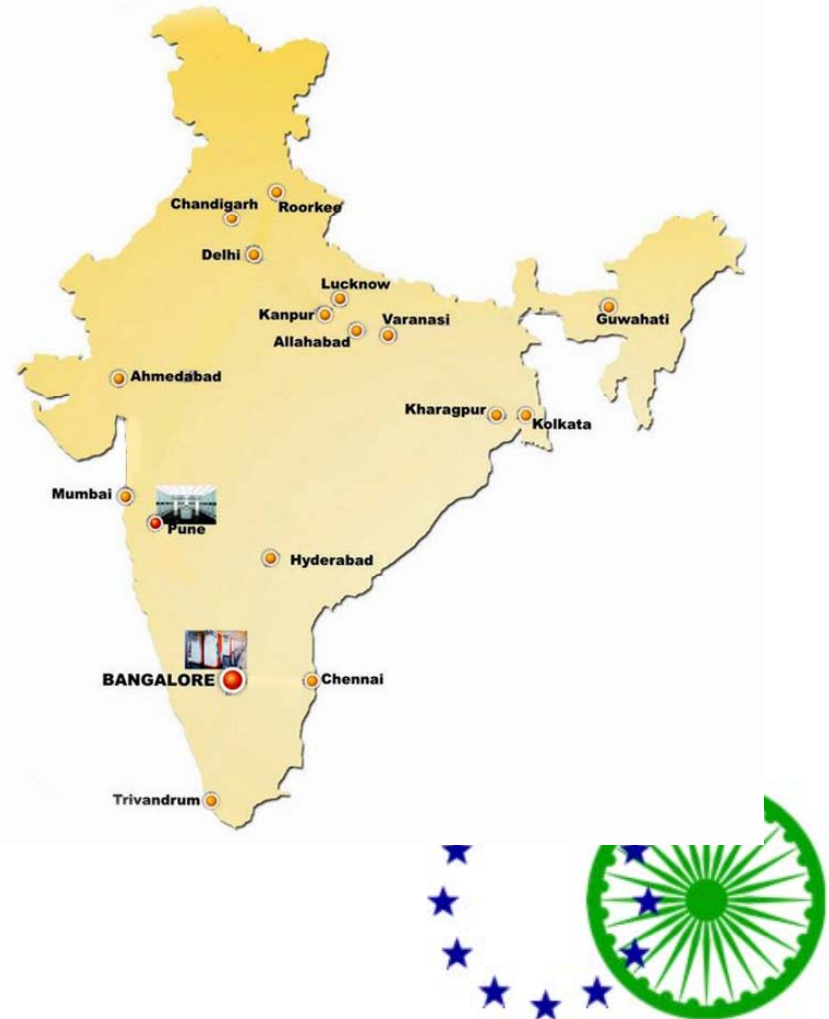 Chandigarh
Roorkee
Delhi
Lucknow
Kanpur
Varanasi
Allahabad
Guwahati
Ahmedabad
Kharagpur
Kolkata
Mumbai
Pune
Hyderabad
BANGALORE
Chennai
Trivandrum